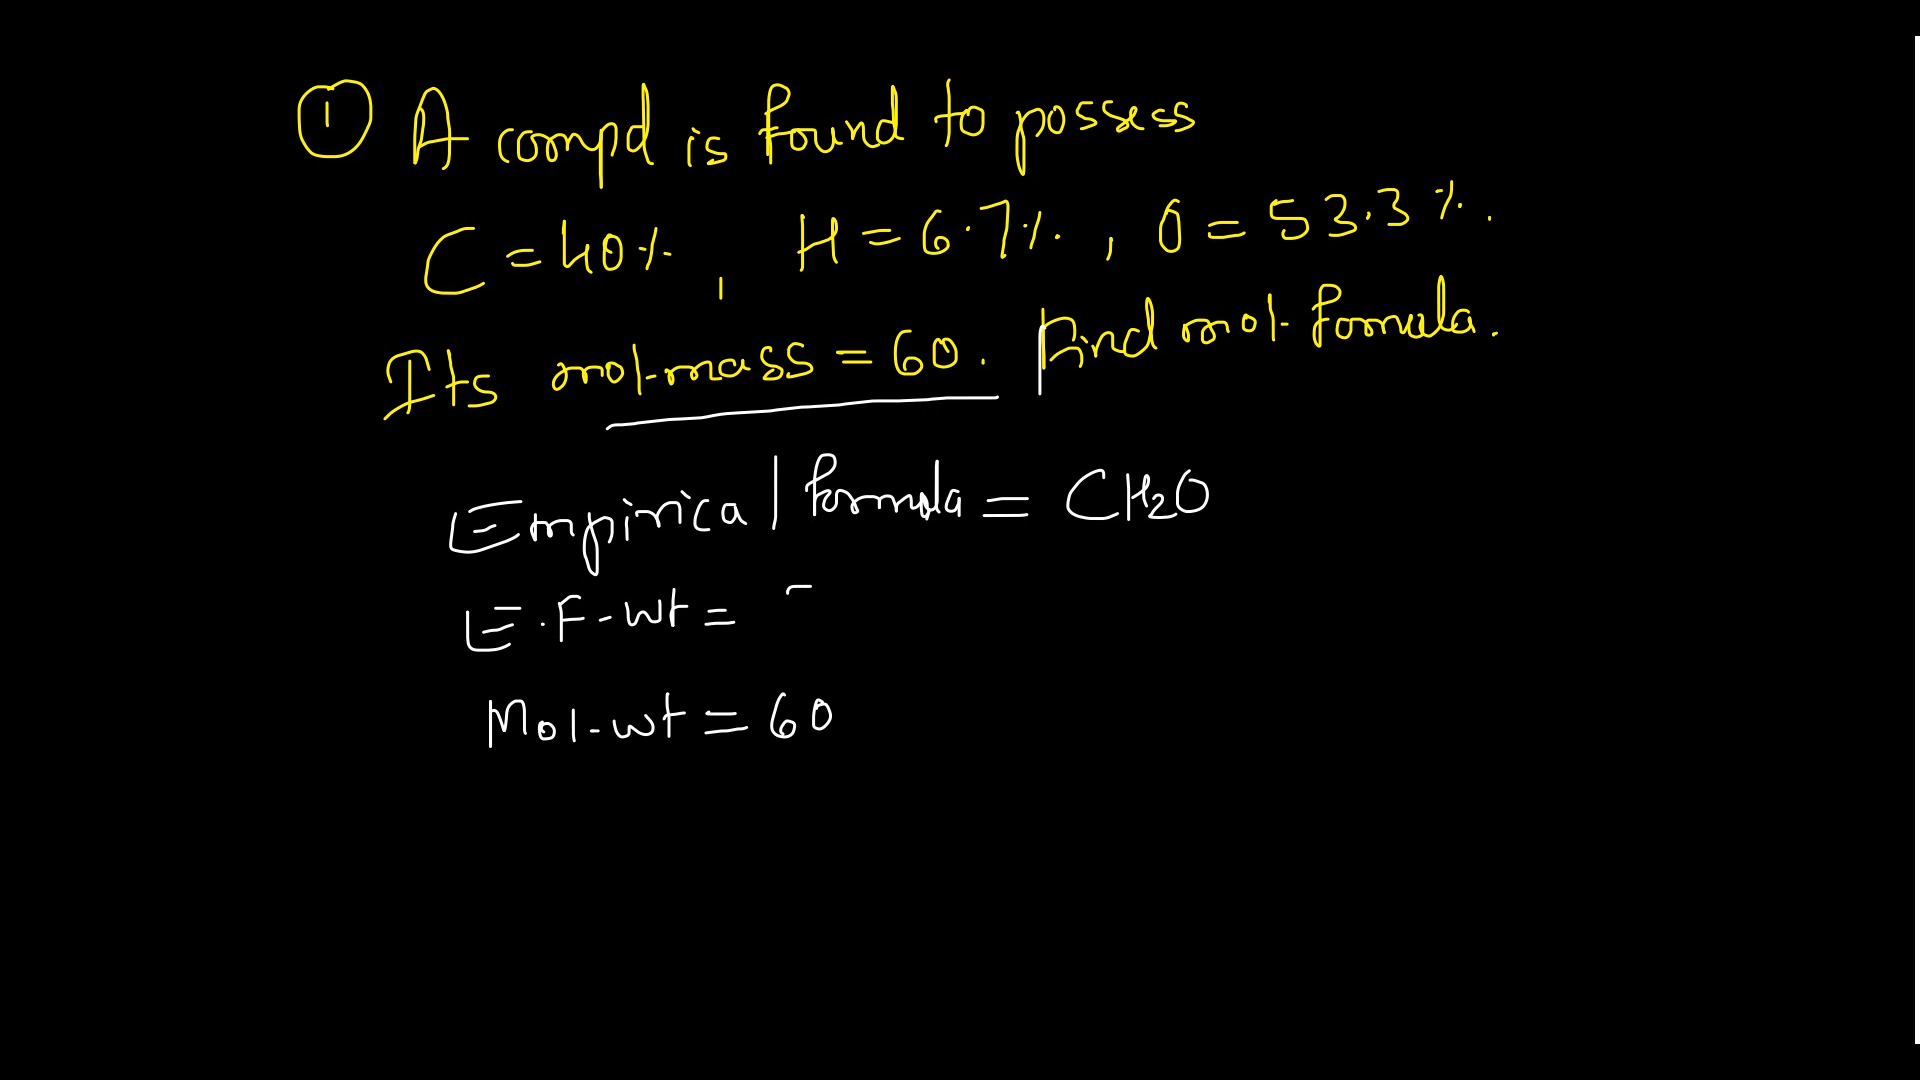 ① A compd is found to possess
C = 40%, H = 6.7%, O = 53.3%.
Its mol-mass = 60. Find mol. formula.
Empirical formula = CH2O
E.F-wt =
Mol-wt = 60